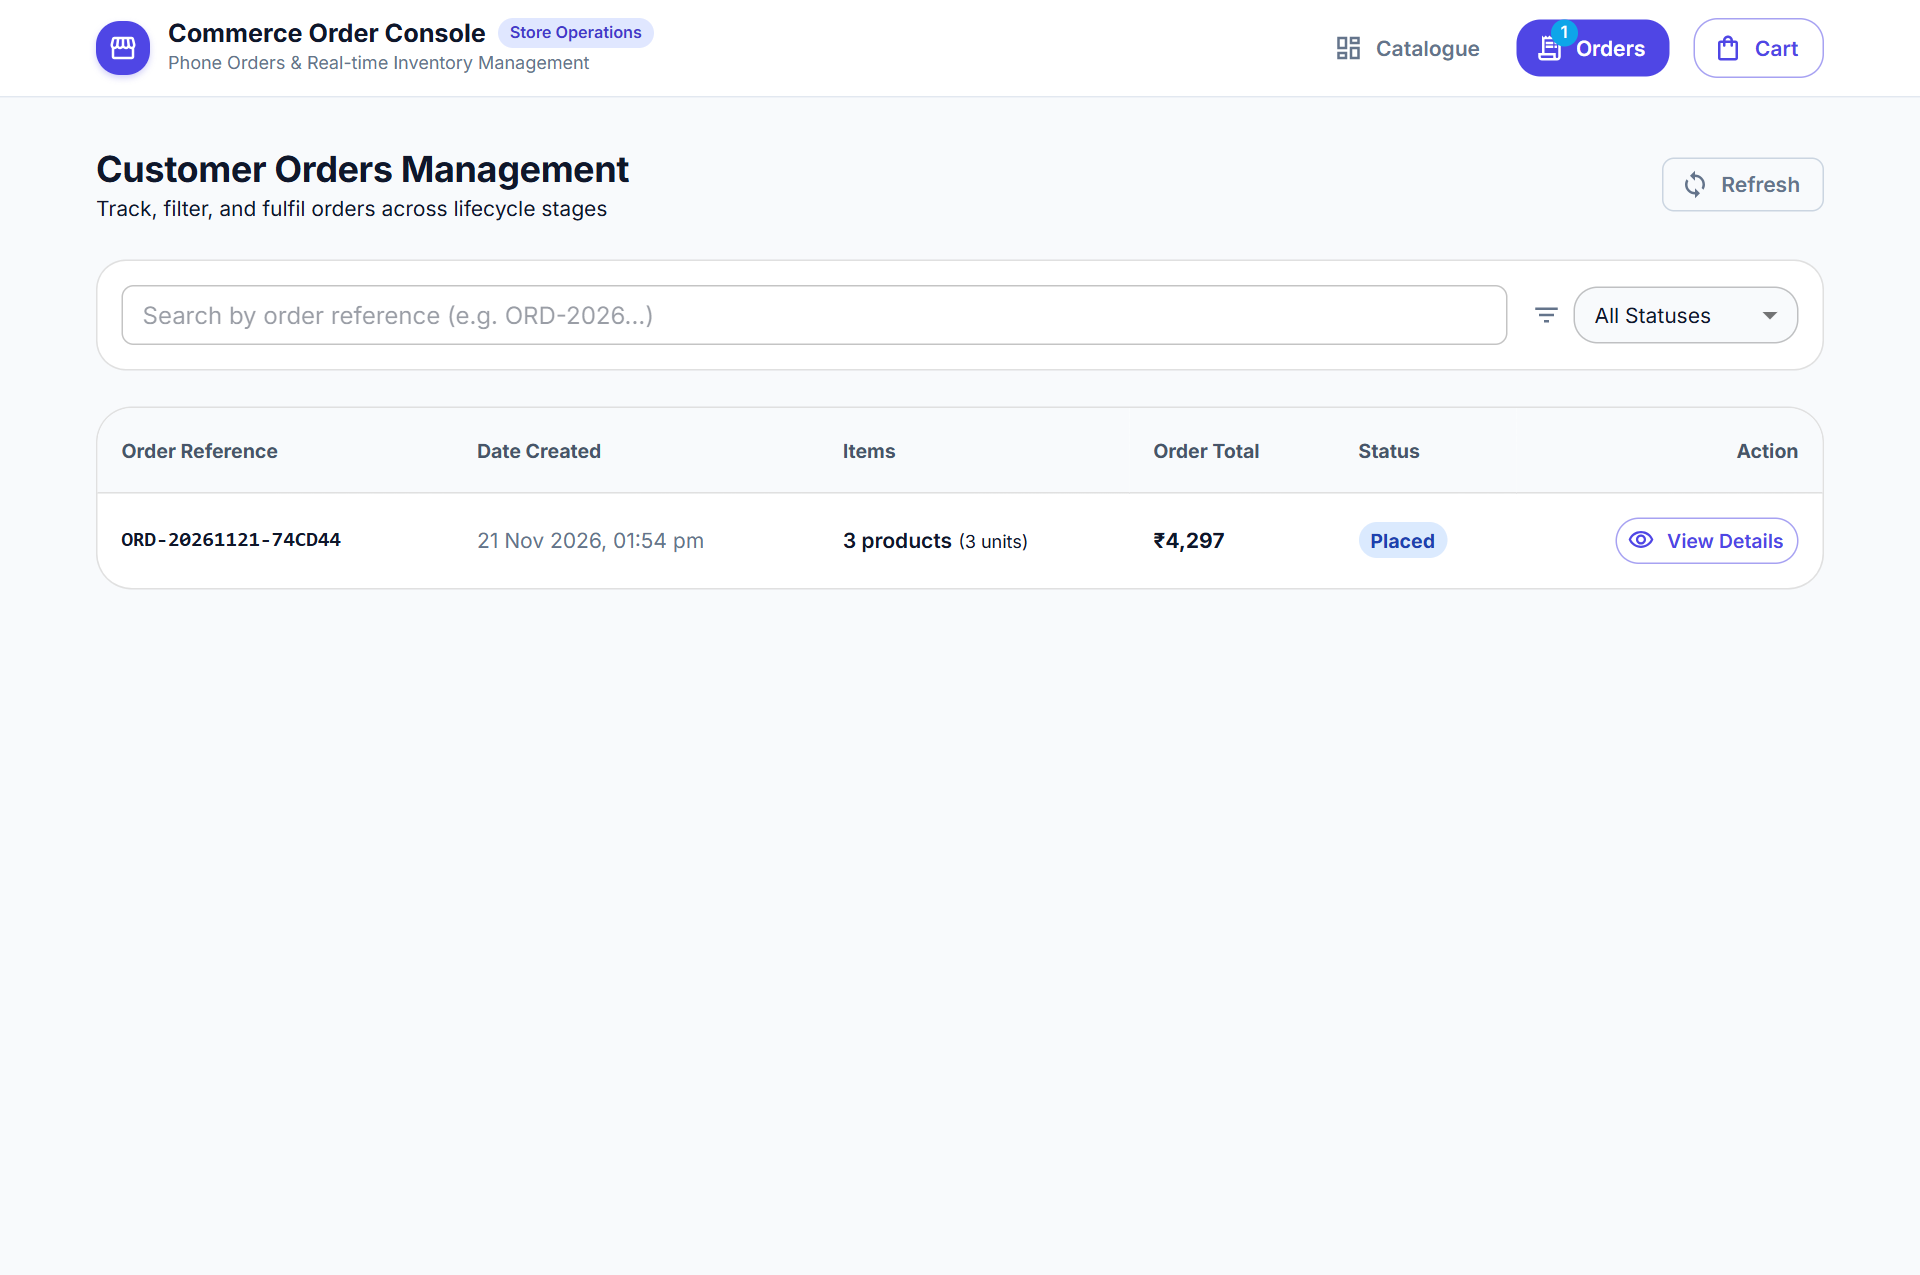 Commerce Order Console
Store Operations
Phone Orders & Real-time Inventory Management
Catalogue
1
Orders
Cart
Customer Orders Management
Track, filter, and fulfil orders across lifecycle stages
Refresh
Search by order reference (e.g. ORD-2026...)
All Statuses
Order Reference Date Created Items Order Total Status Action
ORD-20261121-74CD44 21 Nov 2026, 01:54 pm 3 products (3 units) ₹4,297 Placed View Details